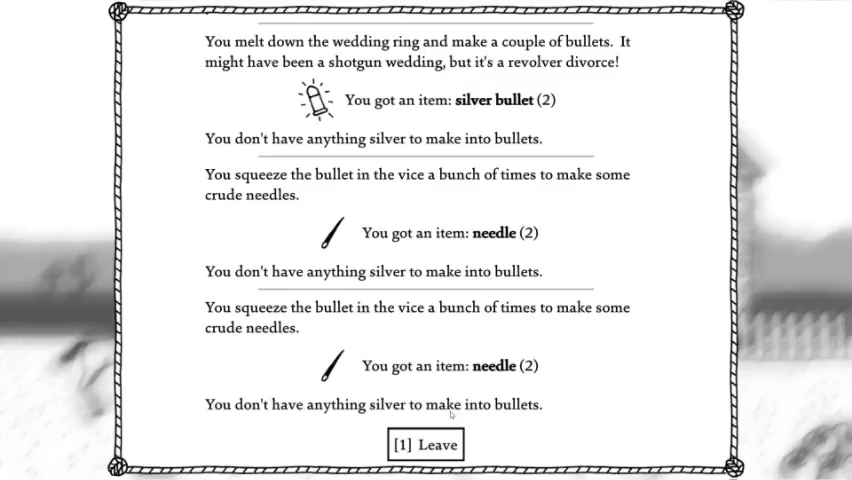 You melt down the wedding ring and make a couple of bullets. It
might have been a shotgun wedding, but it's a revolver divorce!
You got an item: silver bullet (2)
You don't have anything silver to make into bullets.
You squeeze the bullet in the vice a bunch of times to make some
crude needles.
You got an item: needle (2)
You don't have anything silver to make into bullets.
You squeeze the bullet in the vice a bunch of times to make some
crude needles.
You got an item: needle (2)
You don't have anything silver to make into bullets.
[1] Leave